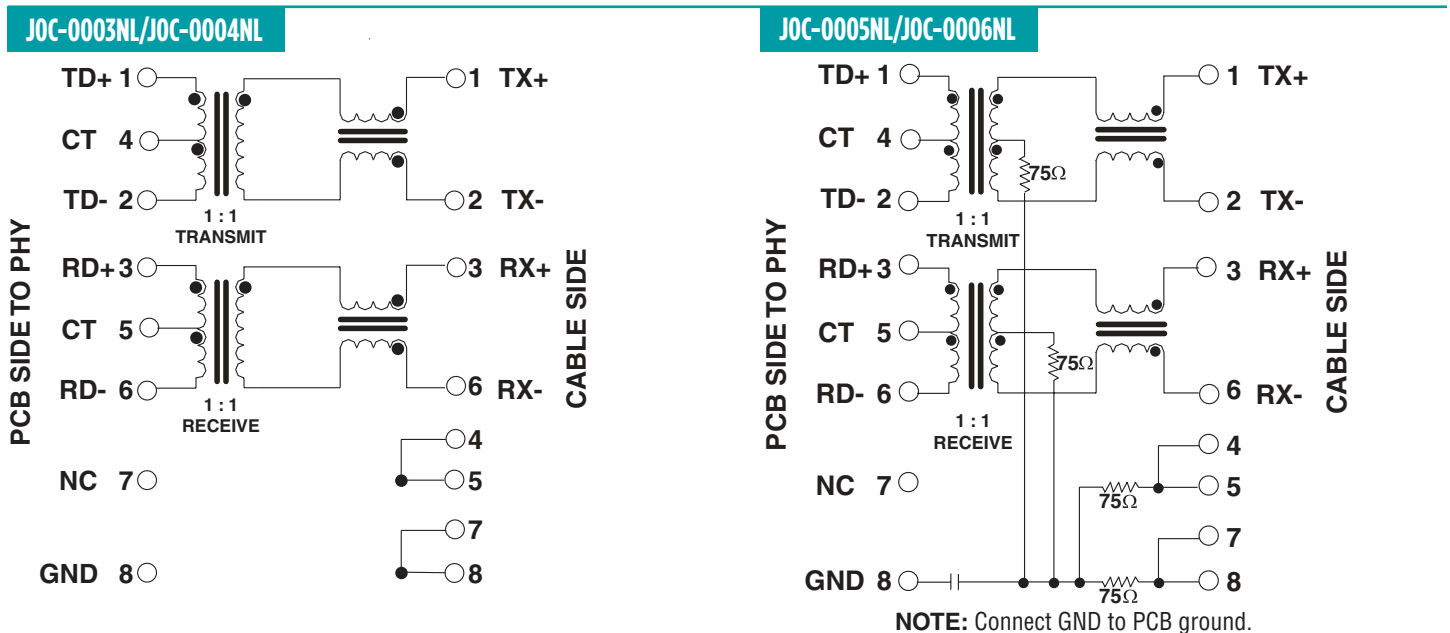 J0C-0003NL/J0C-0004NL
TD+ 1
1 TX+
CT 4
TD- 2
2 TX-
1 : 1
TRANSMIT
RD+ 3
3 RX+
CT 5
RD- 6
6 RX-
1 : 1
RECEIVE
4
NC 7
5
7
GND 8
8
PCB SIDE TO PHY
CABLE SIDE
J0C-0005NL/J0C-0006NL
TD+ 1
1 TX+
CT 4
75Ω
TD- 2
2 TX-
1 : 1
TRANSMIT
RD+ 3
3 RX+
CT 5
75Ω
RD- 6
6 RX-
1 : 1
RECEIVE
4
NC 7
5
75Ω
7
GND 8
8
75Ω
PCB SIDE TO PHY
CABLE SIDE
NOTE: Connect GND to PCB ground.